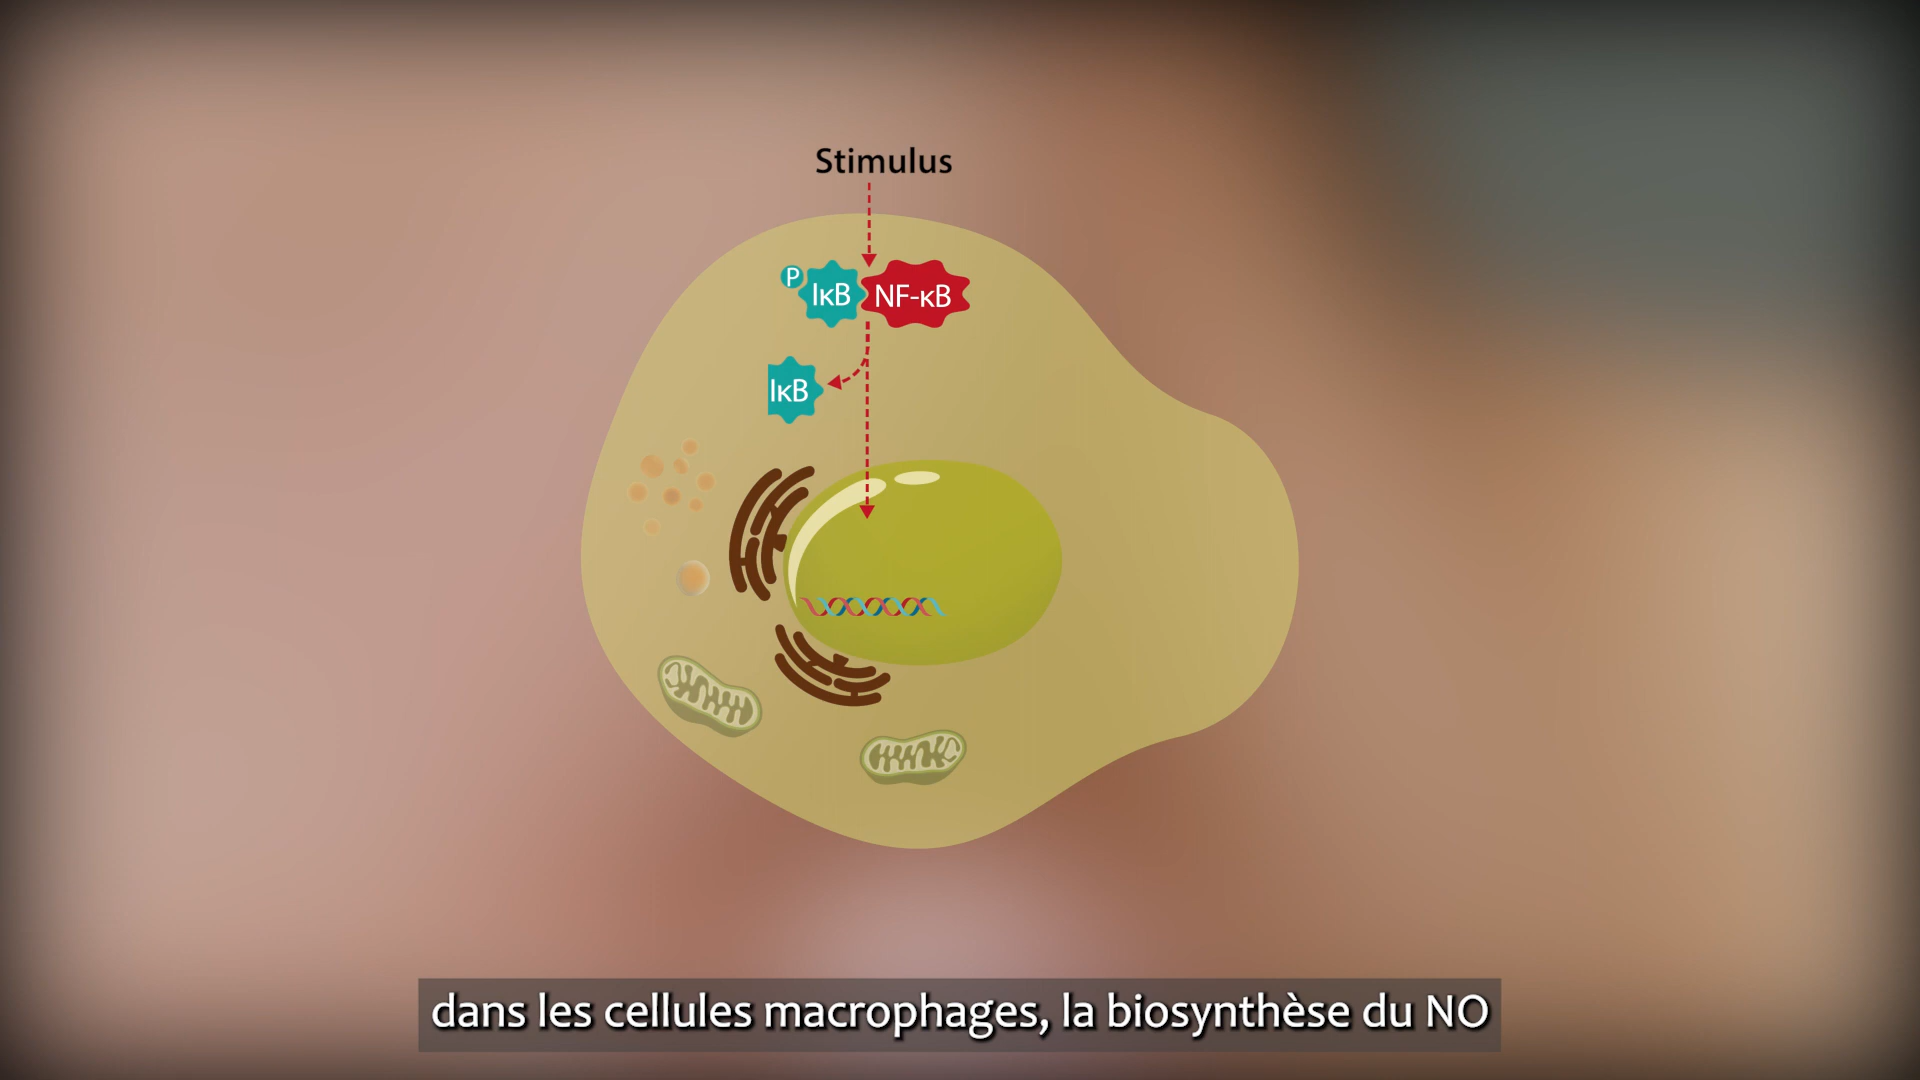 Stimulus
P IκB NF-κB
IκB
dans les cellules macrophages, la biosynthèse du NO